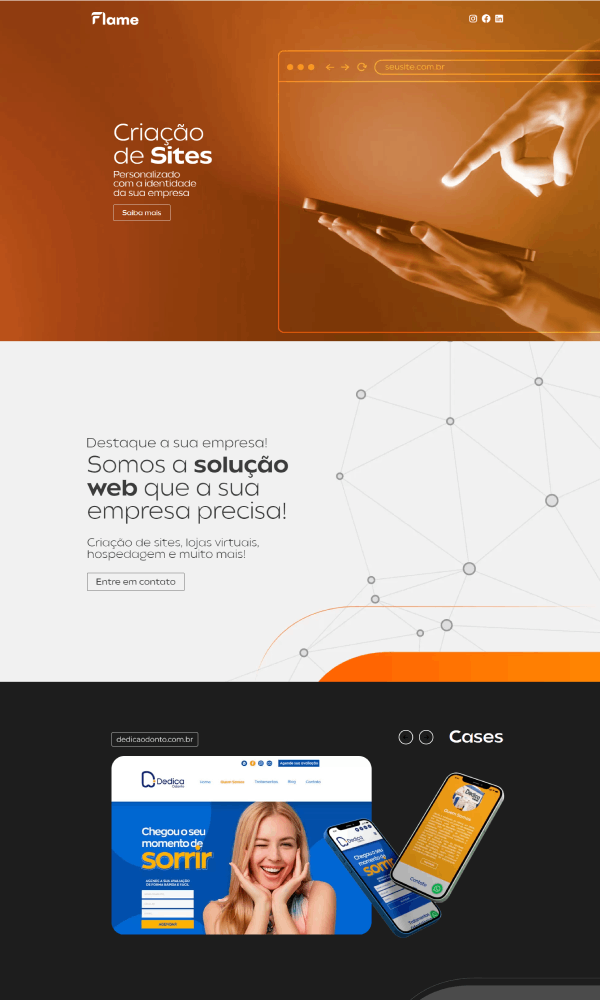 Flame
seusite.com.br
Criação
de Sites
Personalizado
com a identidade
da sua empresa
Saiba mais
Destaque a sua empresa!
Somos a solução
web que a sua
empresa precisa!
Criação de sites, lojas virtuais,
hospedagem e muito mais!
Entre em contato
dedicaodonto.com.br
Cases
Agende sua avaliação
Dedica
Odonto
Home
Quem Somos
Tratamentos
Blog
Contato
Chegou o seu
momento de
sorrir
AGENDE A SUA AVALIAÇÃO
DE FORMA RÁPIDA E FÁCIL
AGENDAR
Dedica
Chegou o seu
momento de
sorrir
Tratamentos
Dedica
Quem Somos
Contato